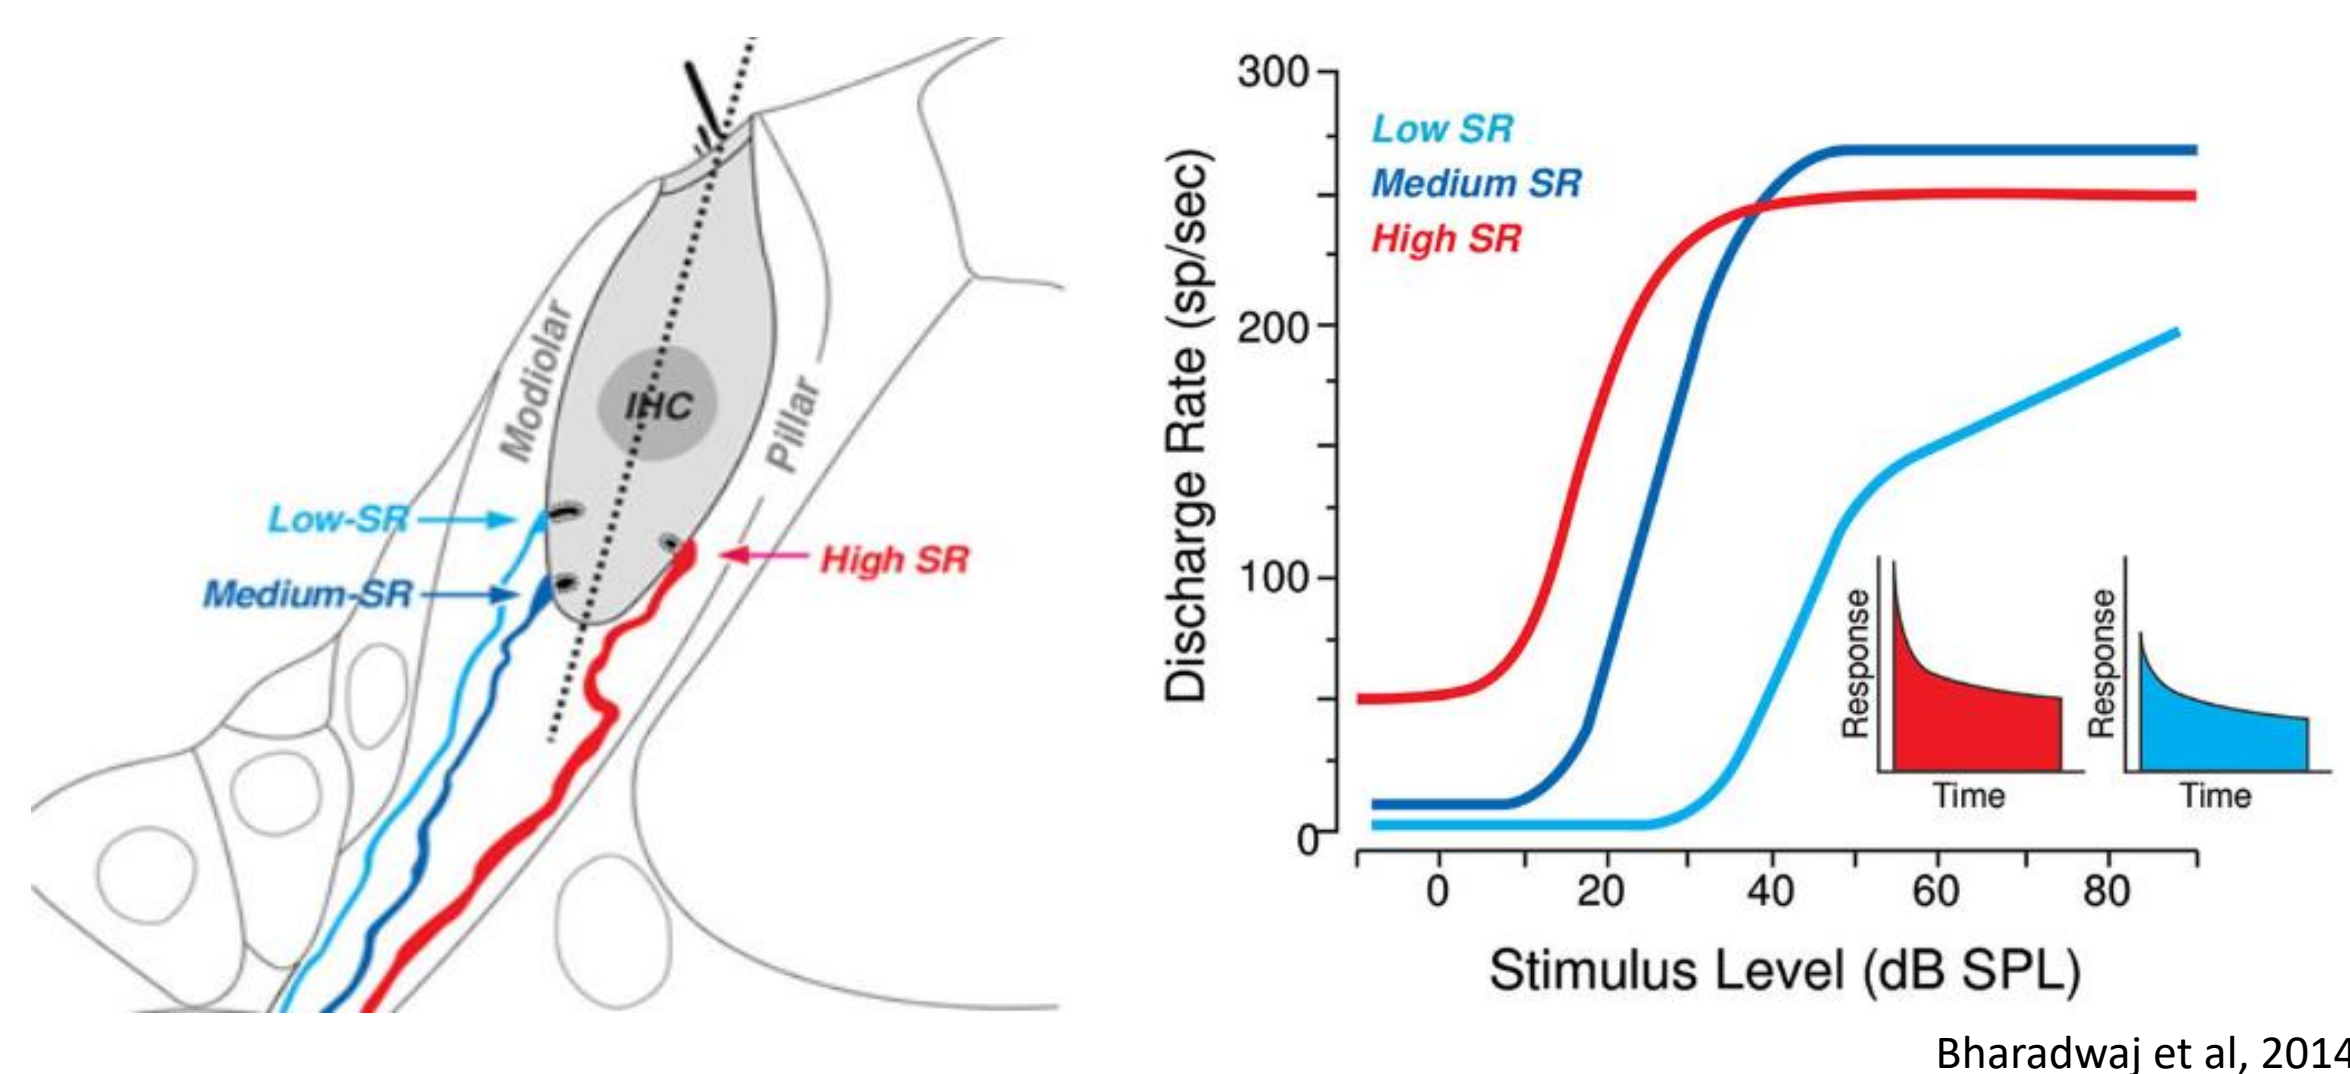 Modiolar
IHC
Pillar
Low-SR
Medium-SR
High SR
300
200
100
0
Discharge Rate (sp/sec)
Low SR
Medium SR
High SR
Response
Time
Response
Time
0 20 40 60 80
Stimulus Level (dB SPL)
Bharadwaj et al, 2014